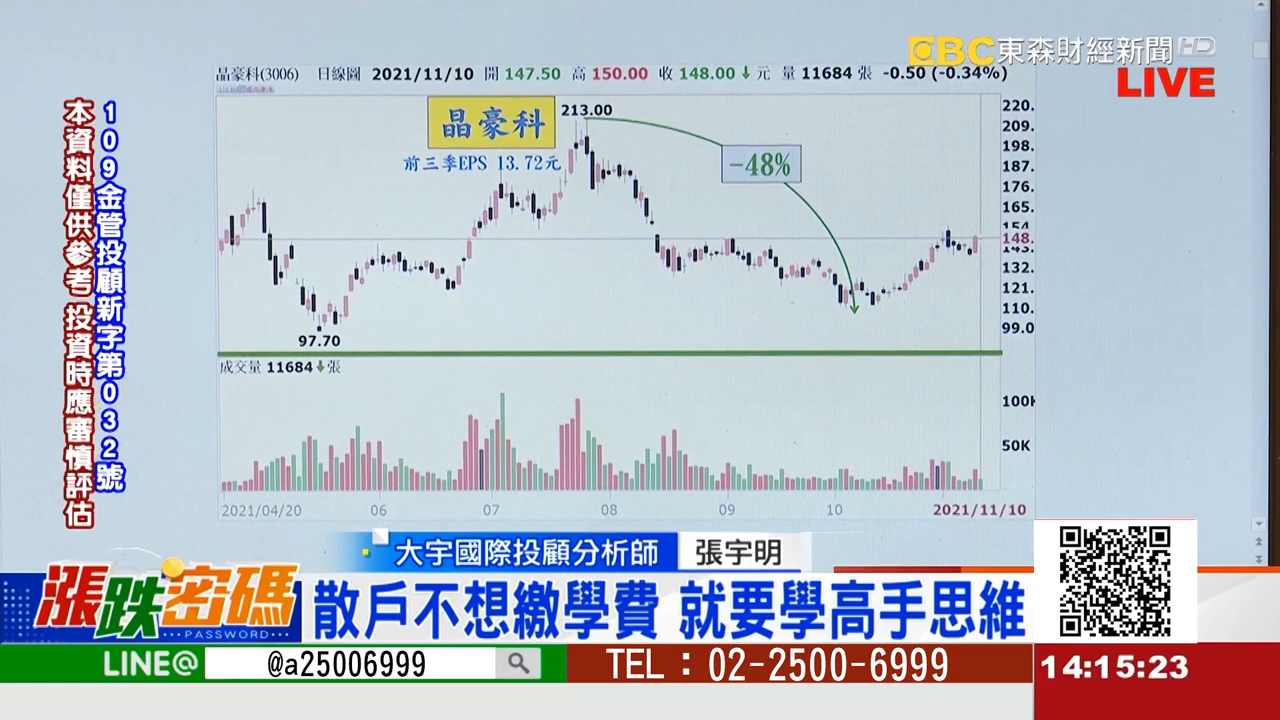 EBC東森財經新聞HD
LIVE
晶豪科(3006) 日線圖 2021/11/10 開 147.50 高 150.00 收 148.00↓元 量 11684 張 -0.50 (-0.34%)
109金管投顧新字第032號
本資料僅供參考 投資時應審慎評估
晶豪科
前三季EPS 13.72元
213.00
-48%
97.70
220.
209.
198.
187.
176.
165.
154
148.
143.
132.
121.
110.
99.0
成交量 11684↓張
100K
50K
2021/04/20 06 07 08 09 10 2021/11/10
大宇國際投顧分析師 張宇明
漲跌密碼
PASSWORD
散戶不想繳學費 就要學高手思維
LINE@ @a25006999 TEL：02-2500-6999
14:15:23